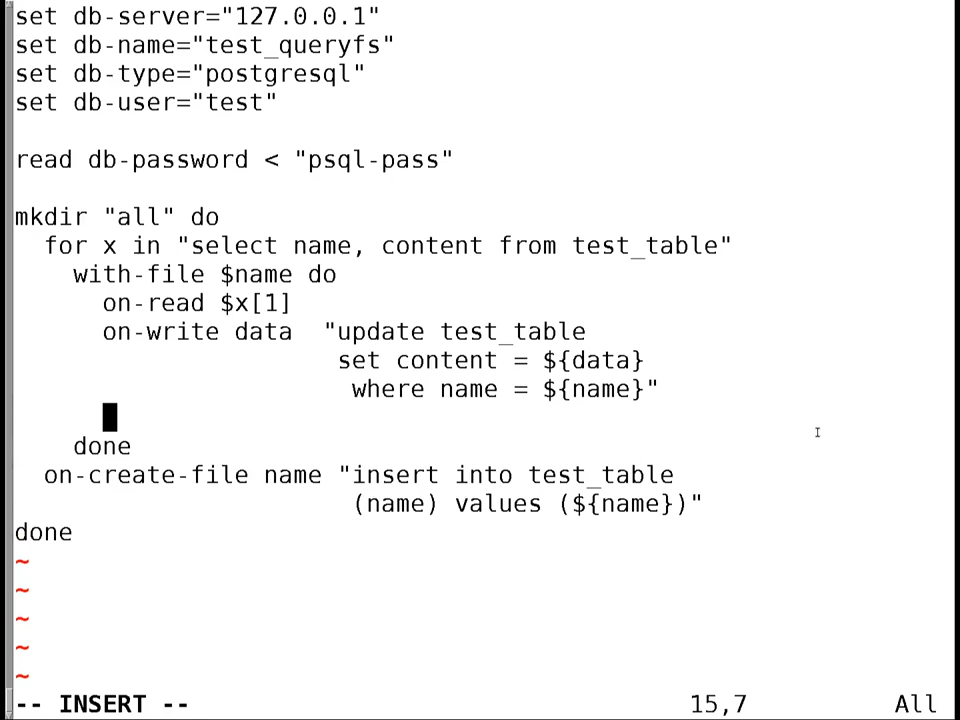 set db-server="127.0.0.1"
set db-name="test_queryfs"
set db-type="postgresql"
set db-user="test"

read db-password < "psql-pass"

mkdir "all" do
  for x in "select name, content from test_table"
    with-file $name do
      on-read $x[1]
      on-write data  "update test_table
                      set content = ${data}
                       where name = ${name}"

    done
  on-create-file name "insert into test_table
                       (name) values (${name})"
done
~
~
~
~
~
-- INSERT --                                  15,7          All